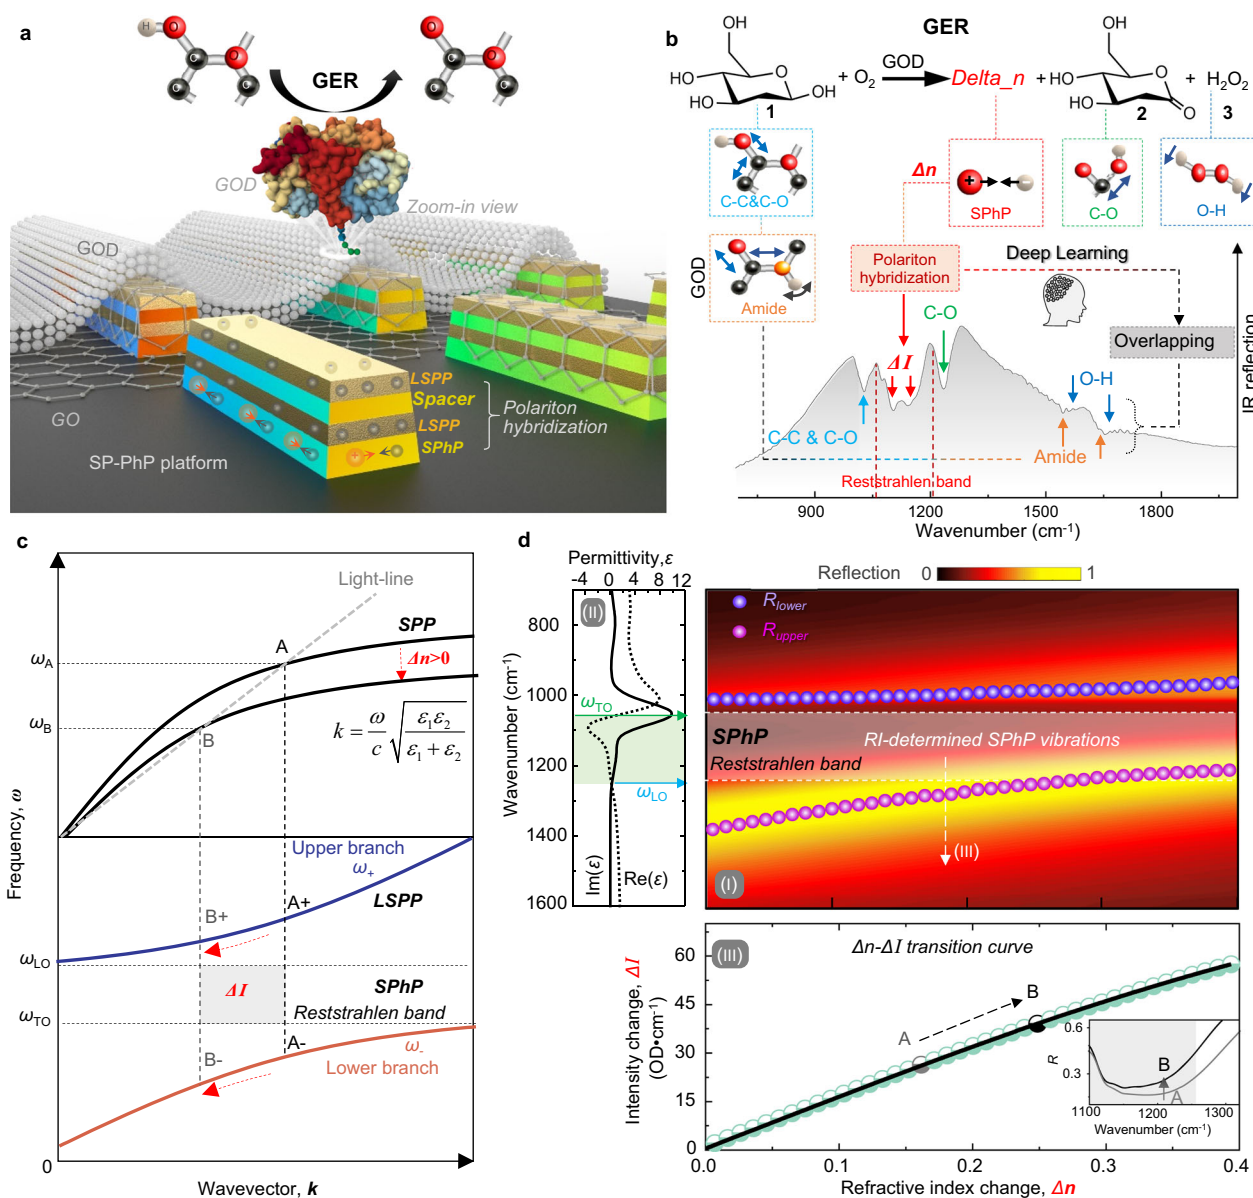 a
H
O
C
O
C
C
GER
O
C
O
C
C
GOD
Zoom-in view
GOD
GO
SP-PhP platform
LSPP
Spacer
LSPP
SPhP
Polariton
hybridization
b
GER
OH
HO
HO
OH
1
+ O2
GOD
Delta_n
+
OH
HO
HO
O
O
2
+ H2O2
3
C-C&C-O
Δn
+
−
SPhP
C-O
O-H
GOD
Amide
Polariton
hybridization
Deep Learning
Overlapping
C-O
ΔI
C-C & C-O
O-H
Amide
Reststrahlen band
IR reflection
900
1200
1500
1800
Wavenumber (cm-1)
c
Light-line
SPP
A
ωA
Δn>0
ωB
B
k = ω/c √(ε1ε2/(ε1 + ε2))
Frequency, ω
Upper branch
ω+
LSPP
B+
A+
ωLO
ΔI
SPhP
Reststrahlen band
ωTO
B-
A-
ω-
Lower branch
0
Wavevector, k
d
Permittivity, ε
-4 0 4 8 12
(II)
800
1000
1200
1400
1600
Wavenumber (cm-1)
ωTO
ωLO
Im(ε)
Re(ε)
Reflection 0 1
Rlower
Rupper
SPhP
Reststrahlen band
RI-determined SPhP vibrations
(III)
(I)
(III)
Δn-ΔI transition curve
Intensity change, ΔI
(OD•cm-1)
60
45
30
15
0
A
B
0.6
0.3
R
B
A
1100 1200 1300
Wavenumber (cm-1)
0.0 0.1 0.2 0.3 0.4
Refractive index change, Δn